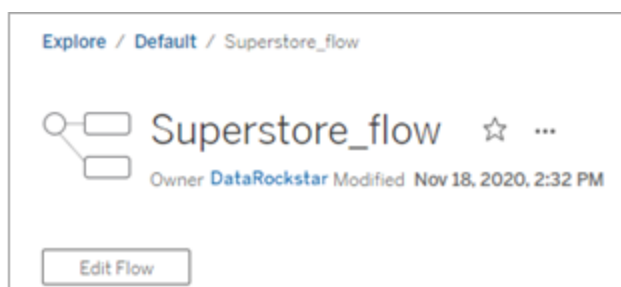 Explore / Default / Superstore_flow
Superstore_flow ☆ ···
Owner DataRockstar Modified Nov 18, 2020, 2:32 PM
Edit Flow